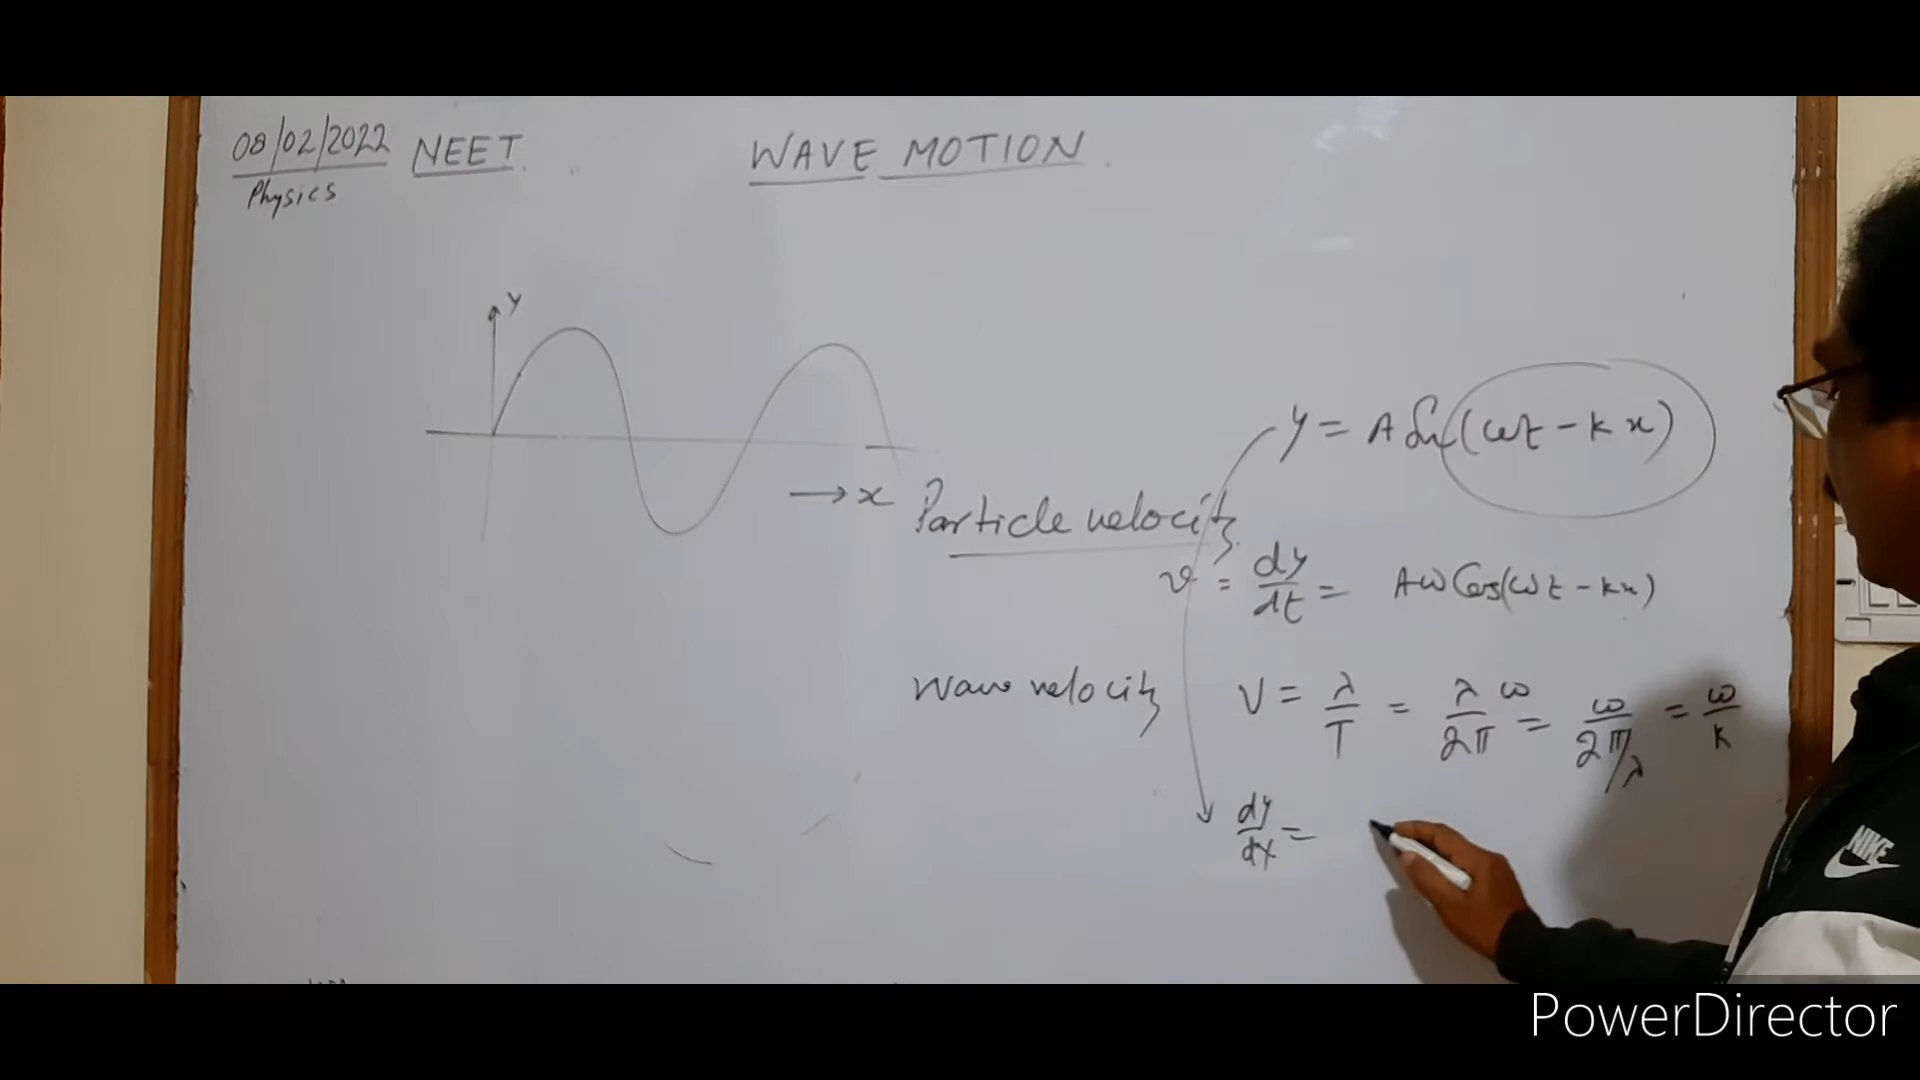 08/02/2022 NEET
Physics
WAVE MOTION
y
→ x
y = A Sin (ωt - kx)
Particle velocity
v = dy/dt = Aω Cos(ωt - kx)
Wave velocity V = λ/T = λω/2π = ω/2π/λ = ω/k
dy/dx =
NIKE
PowerDirector